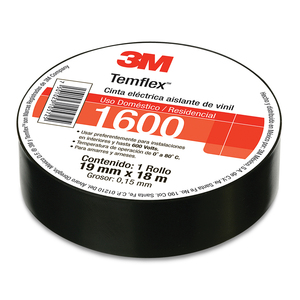 3M
Temflex™
Cinta eléctrica aislante de vinil
Uso Doméstico / Residencial
1600
• Usar preferentemente para instalaciones
en interiores y hasta 600 Volts.
• Temperatura de operación de 0° a 80° C.
• Para amarres y arneses.
Contenido: 1 Rollo
19 mm x 18 m
Grosor: 0,15 mm